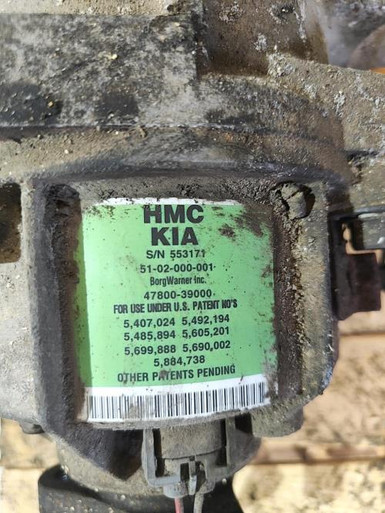 HMC
KIA
S/N 553171
51-02-000-001
BorgWarner inc.
47800-39000
FOR USE UNDER U.S. PATENT NO'S
5,407,024 5,492,194
5,485,894 5,605,201
5,699,888 5,690,002
5,884,738
OTHER PATENTS PENDING